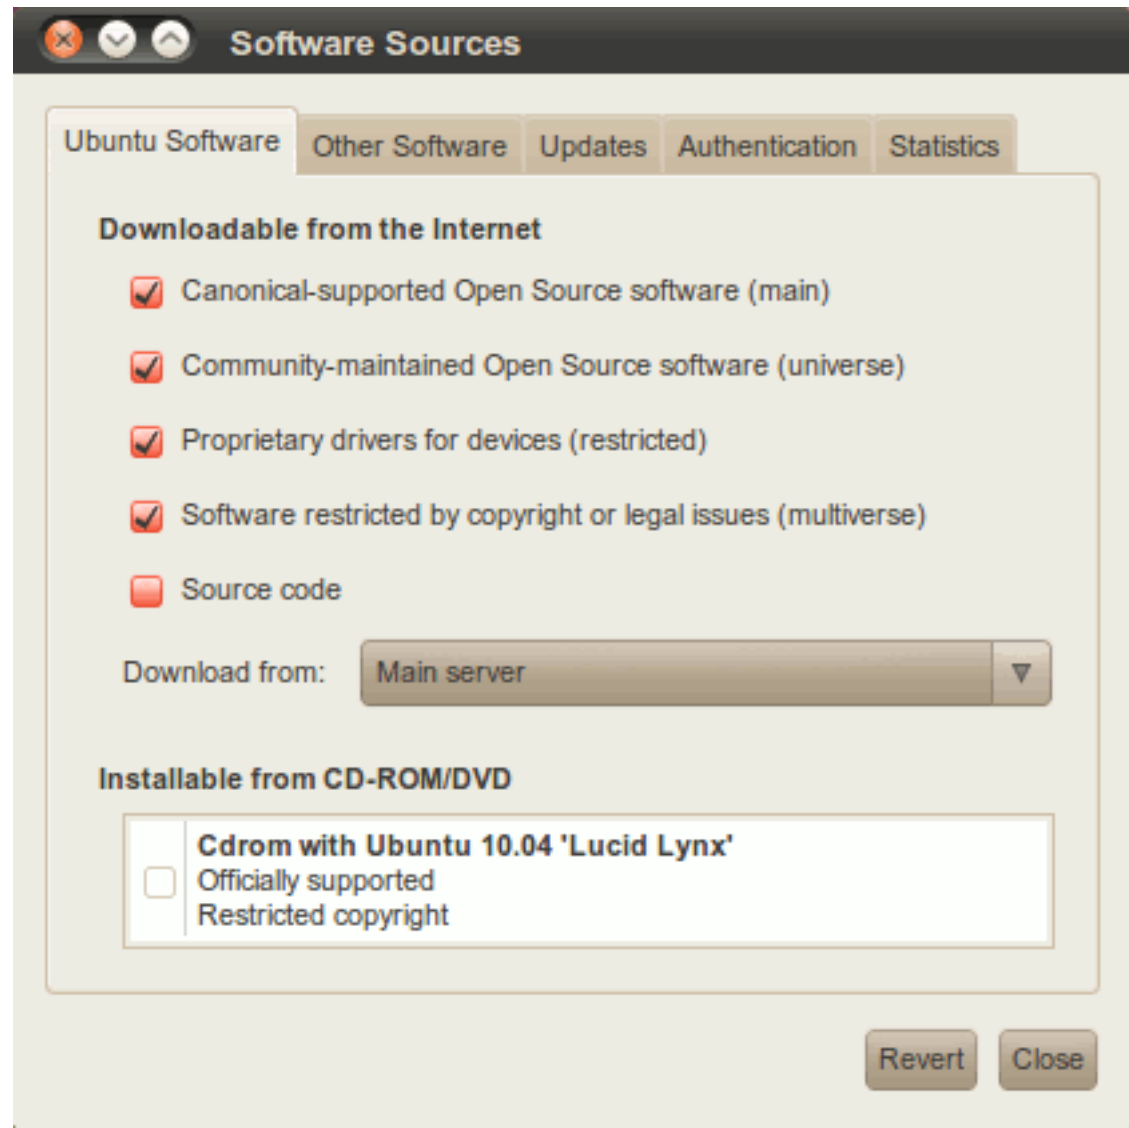 Software Sources
Ubuntu Software
Other Software
Updates
Authentication
Statistics
Downloadable from the Internet
Canonical-supported Open Source software (main)
Community-maintained Open Source software (universe)
Proprietary drivers for devices (restricted)
Software restricted by copyright or legal issues (multiverse)
Source code
Download from:
Main server
Installable from CD-ROM/DVD
Cdrom with Ubuntu 10.04 'Lucid Lynx'
Officially supported
Restricted copyright
Revert
Close